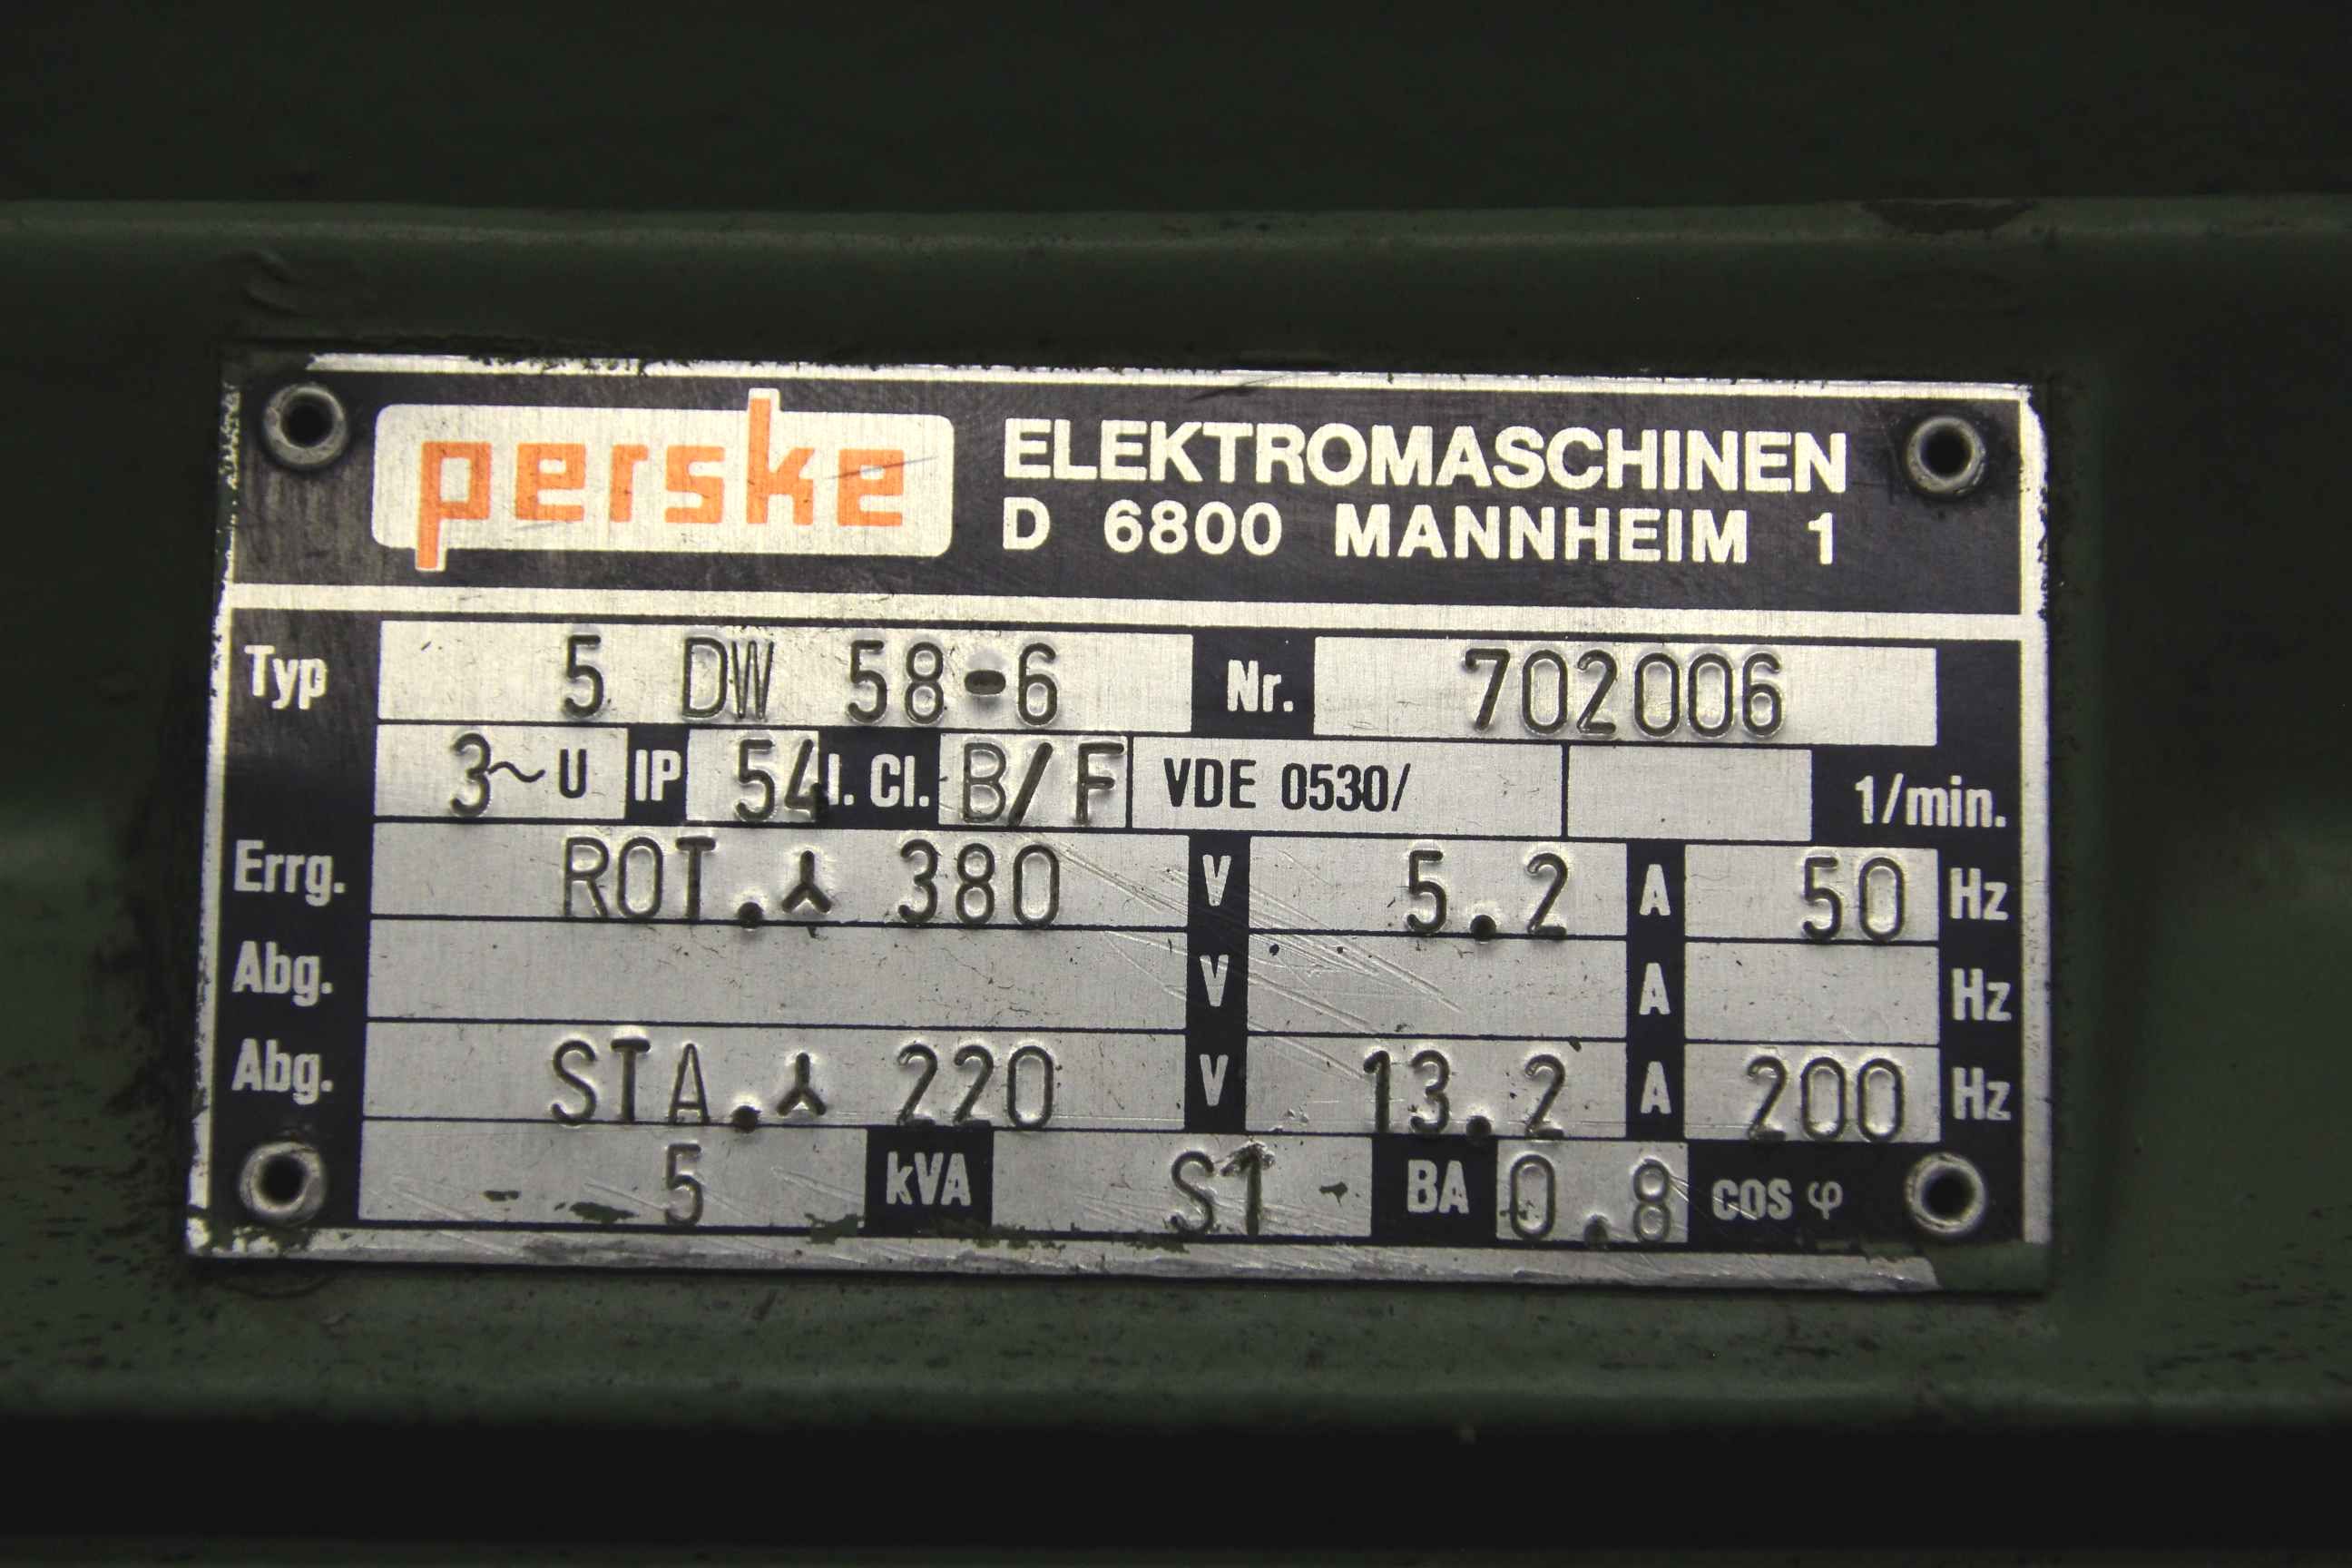 perske ELEKTROMASCHINEN
D 6800 MANNHEIM 1
Typ 5 DW 58-6 Nr. 702006
3~U IP 54 I. Cl. B/F VDE 0530/ 1/min.
Errg. ROT. ⅄ 380 V 5.2 A 50 Hz
Abg. V A Hz
Abg. STA. ⅄ 220 V 13.2 A 200 Hz
5 kVA S1 BA 0.8 cos φ